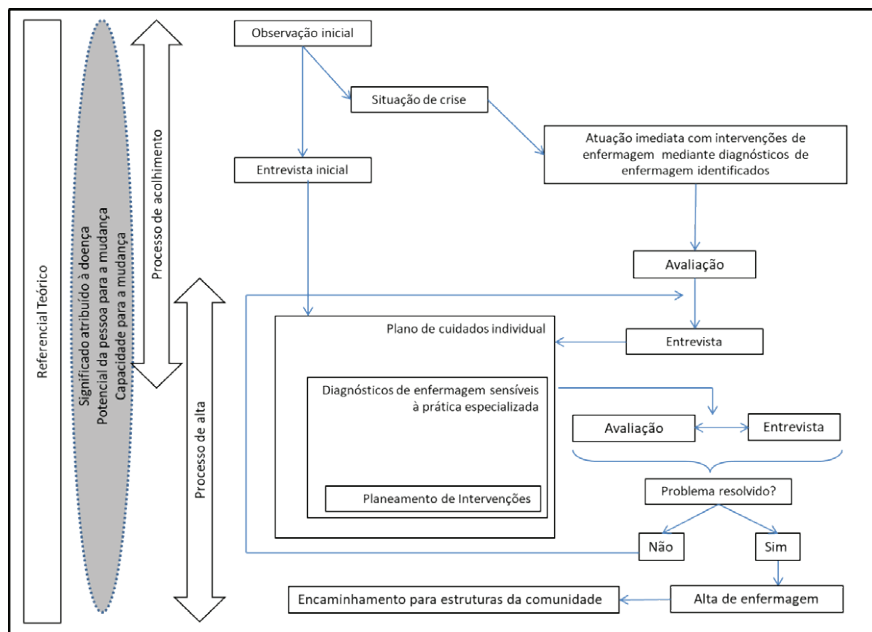 Referencial Teórico
Significado atribuído à doença
Potencial da pessoa para a mudança
Capacidade para a mudança
Processo de acolhimento
Processo de alta
Observação inicial
Situação de crise
Atuação imediata com intervenções de
enfermagem mediante diagnósticos de
enfermagem identificados
Entrevista inicial
Avaliação
Entrevista
Plano de cuidados individual
Diagnósticos de enfermagem sensíveis
à prática especializada
Planeamento de Intervenções
Avaliação
Entrevista
Problema resolvido?
Não
Sim
Alta de enfermagem
Encaminhamento para estruturas da comunidade